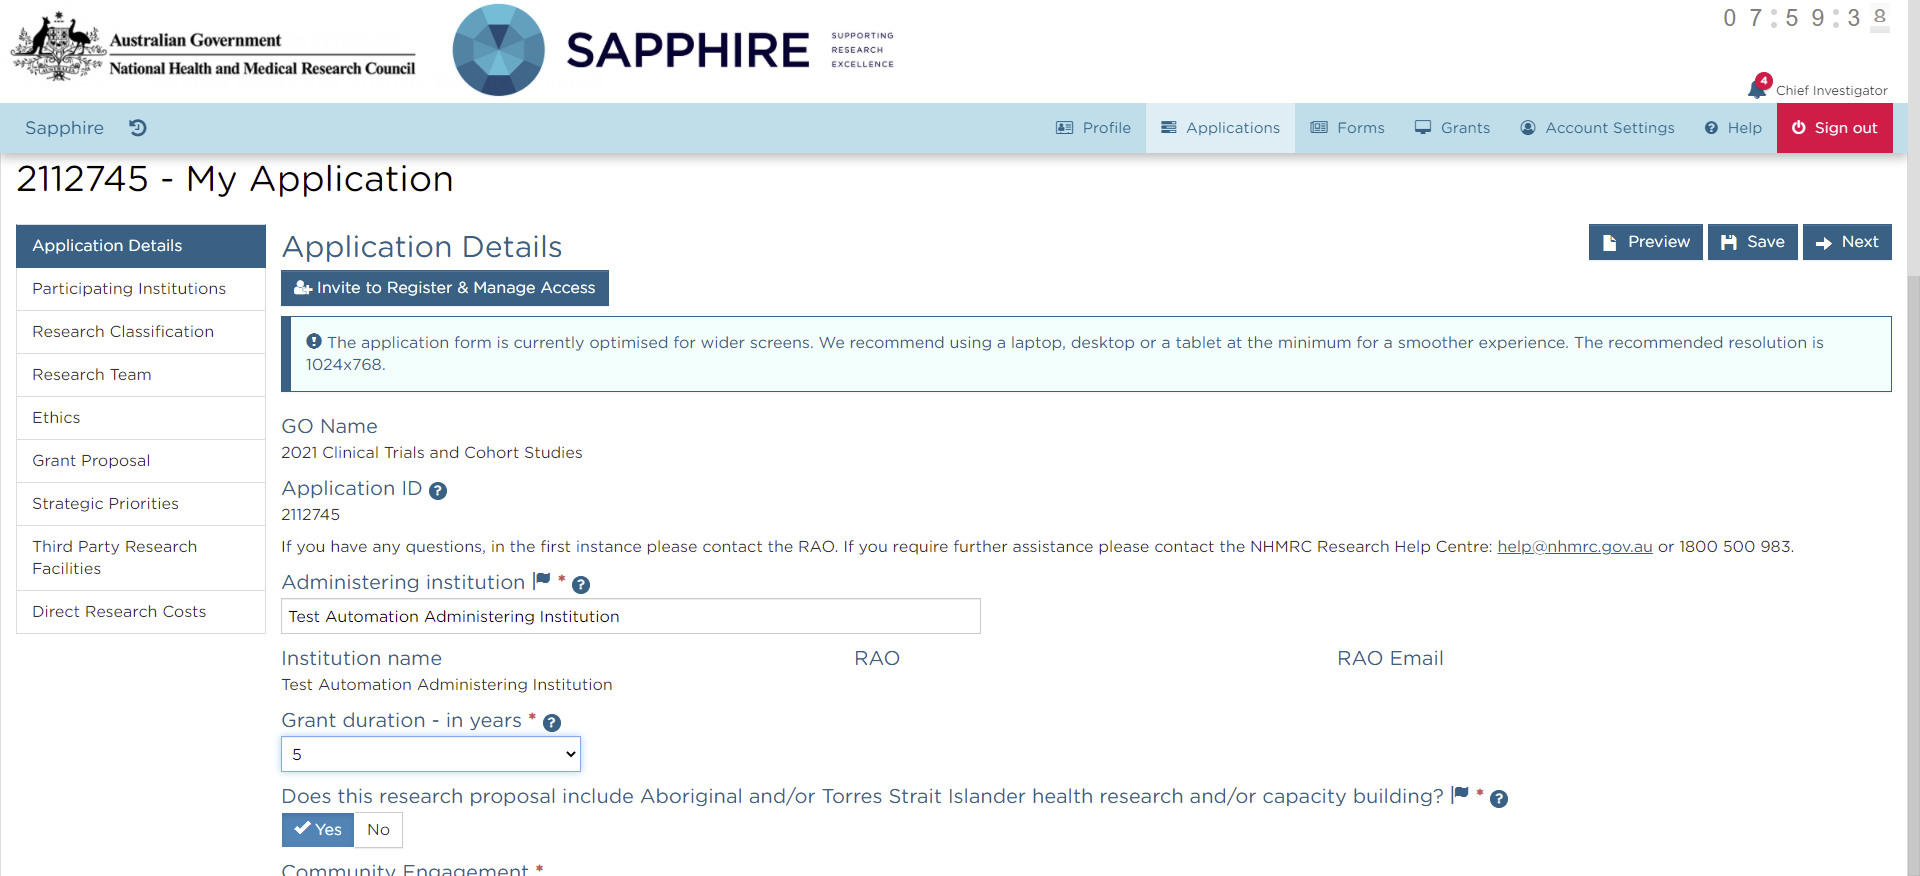 Australian Government
National Health and Medical Research Council
SAPPHIRE
SUPPORTING
RESEARCH
EXCELLENCE
07:59:38
4
Chief Investigator
Sapphire
Profile
Applications
Forms
Grants
Account Settings
Help
Sign out
2112745 - My Application
Application Details
Participating Institutions
Research Classification
Research Team
Ethics
Grant Proposal
Strategic Priorities
Third Party Research
Facilities
Direct Research Costs
Application Details
Preview
Save
Next
Invite to Register & Manage Access
The application form is currently optimised for wider screens. We recommend using a laptop, desktop or a tablet at the minimum for a smoother experience. The recommended resolution is
1024x768.
GO Name
2021 Clinical Trials and Cohort Studies
Application ID ?
2112745
If you have any questions, in the first instance please contact the RAO. If you require further assistance please contact the NHMRC Research Help Centre: help@nhmrc.gov.au or 1800 500 983.
Administering institution * ?
Test Automation Administering Institution
Institution name RAO RAO Email
Test Automation Administering Institution
Grant duration - in years * ?
5
Does this research proposal include Aboriginal and/or Torres Strait Islander health research and/or capacity building? * ?
Yes No
Community Engagement *